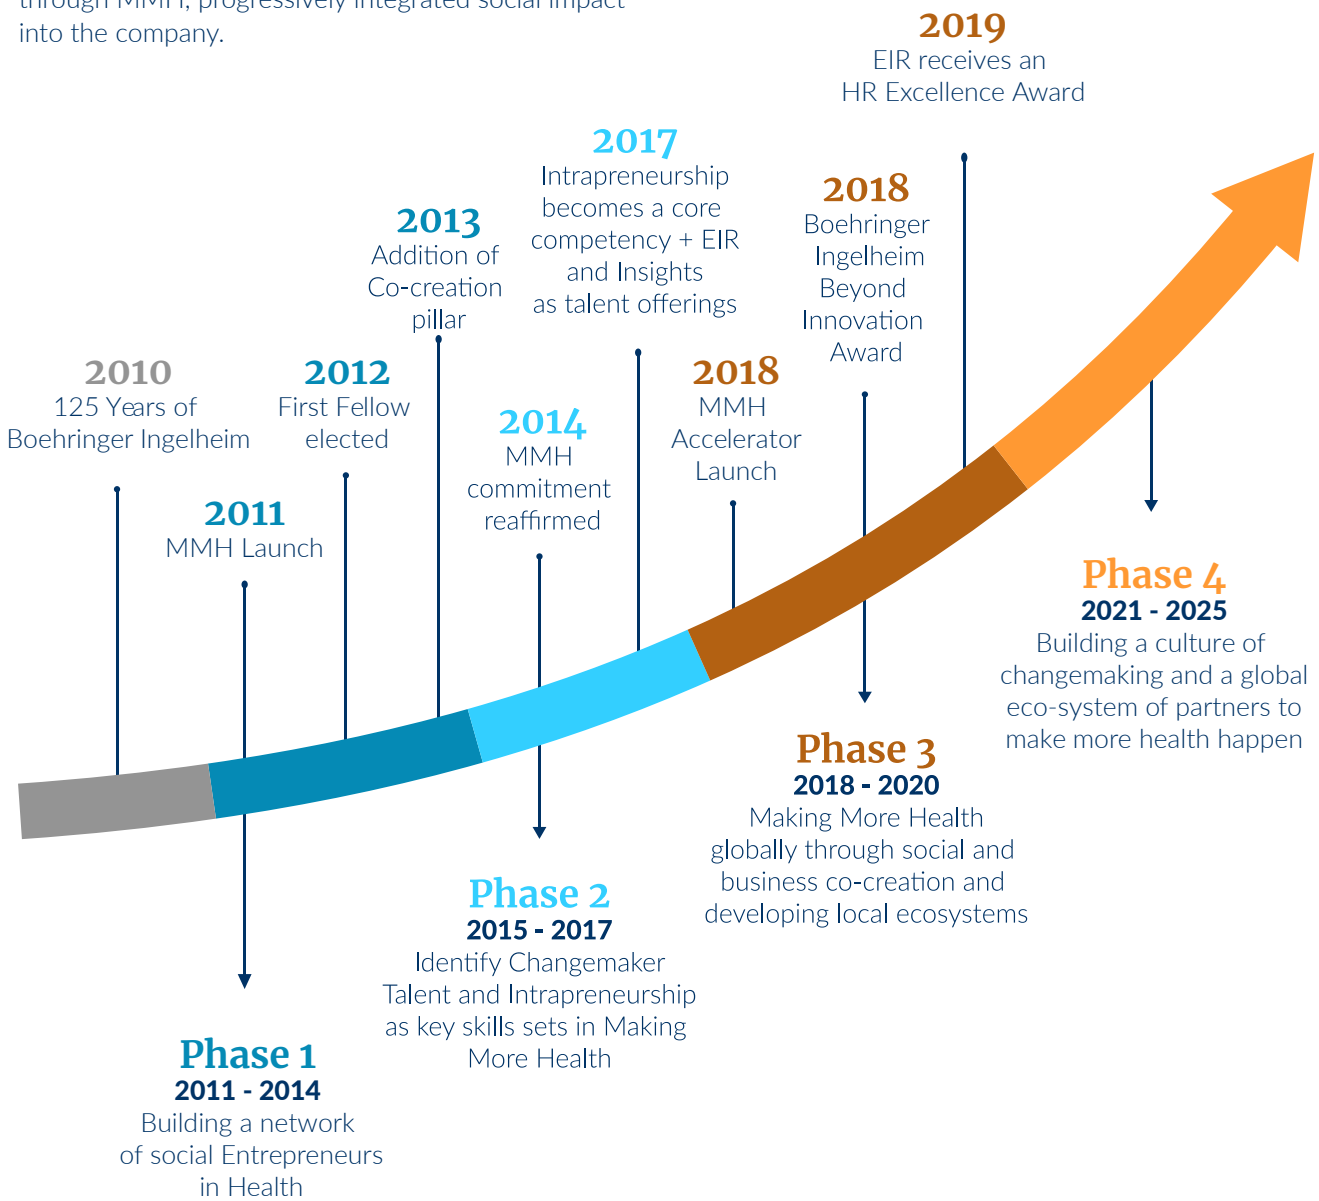 through MMH, progressively integrated social impact
into the company.
2019
EIR receives an
HR Excellence Award
2017
Intrapreneurship
becomes a core
competency + EIR
and Insights
as talent offerings
2018
Boehringer
Ingelheim
Beyond
Innovation
Award
2013
Addition of
Co-creation
pillar
2010
125 Years of
Boehringer Ingelheim
2012
First Fellow
elected
2018
MMH
Accelerator
Launch
2014
MMH
commitment
reaffirmed
2011
MMH Launch
Phase 4
2021 - 2025
Building a culture of
changemaking and a global
eco-system of partners to
make more health happen
Phase 3
2018 - 2020
Making More Health
globally through social and
business co-creation and
developing local ecosystems
Phase 2
2015 - 2017
Identify Changemaker
Talent and Intrapreneurship
as key skills sets in Making
More Health
Phase 1
2011 - 2014
Building a network
of social Entrepreneurs
in Health